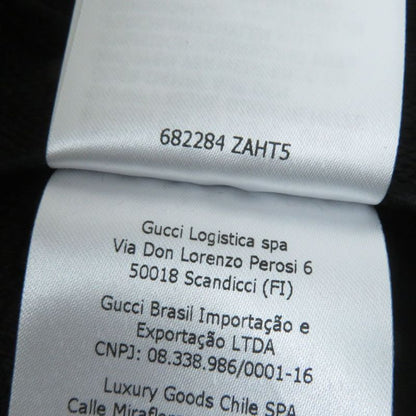 682284 ZAHT5
Gucci Logistica spa
Via Don Lorenzo Perosi 6
50018 Scandicci (FI)
Gucci Brasil Importação e
Exportação LTDA
CNPJ: 08.338.986/0001-16
Luxury Goods Chile SPA
Calle